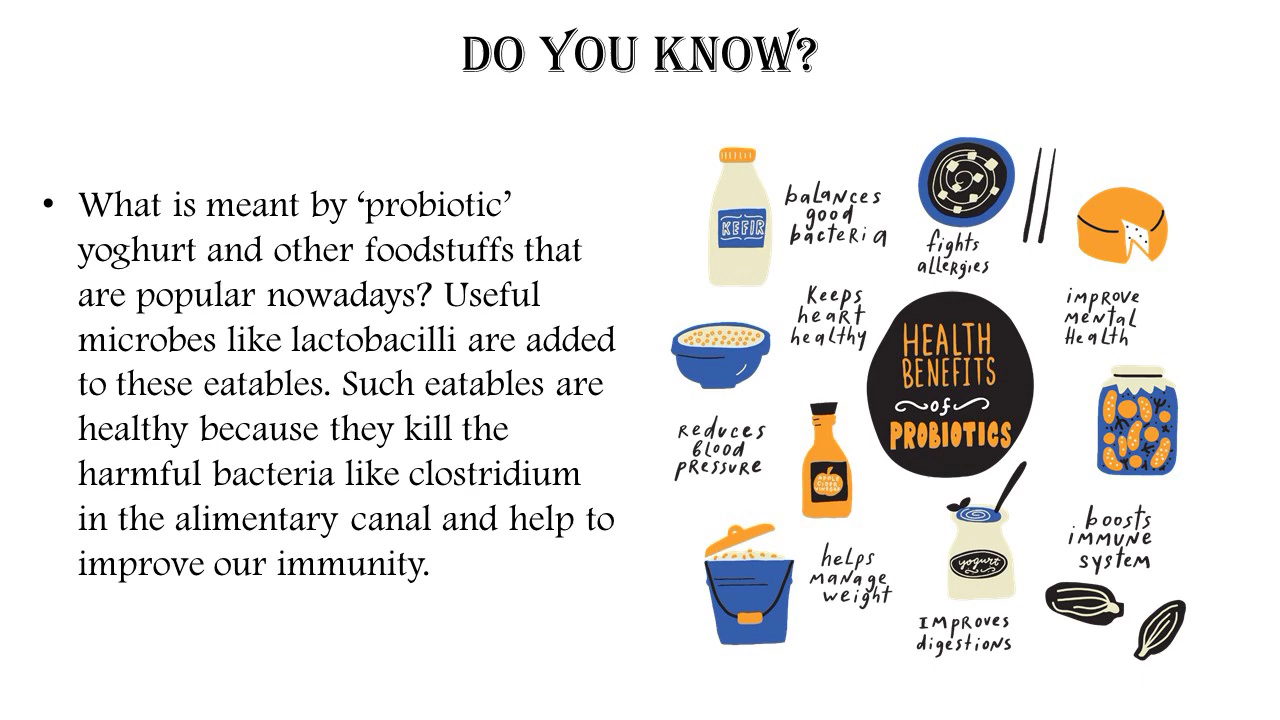 DO YOU KNOW?
• What is meant by ‘probiotic’
yoghurt and other foodstuffs that
are popular nowadays? Useful
microbes like lactobacilli are added
to these eatables. Such eatables are
healthy because they kill the
harmful bacteria like clostridium
in the alimentary canal and help to
improve our immunity.
KEFIR
balances
good
bacteria
fights
allergies
Keeps
heart
healthy
improve
mental
Health
HEALTH
BENEFITS
of
PROBIOTICS
Reduces
blood
pressure
APPLE
CIDER
VINEGAR
boosts
immune
system
yogurt
helps
manage
weight
Improves
digestions